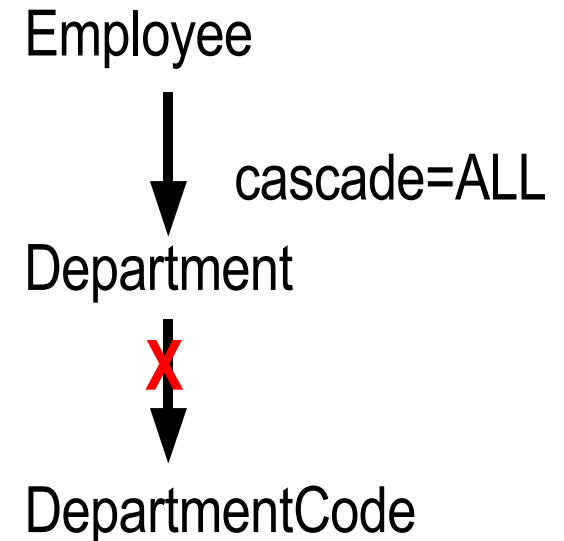 Employee
cascade=ALL
Department
X
DepartmentCode